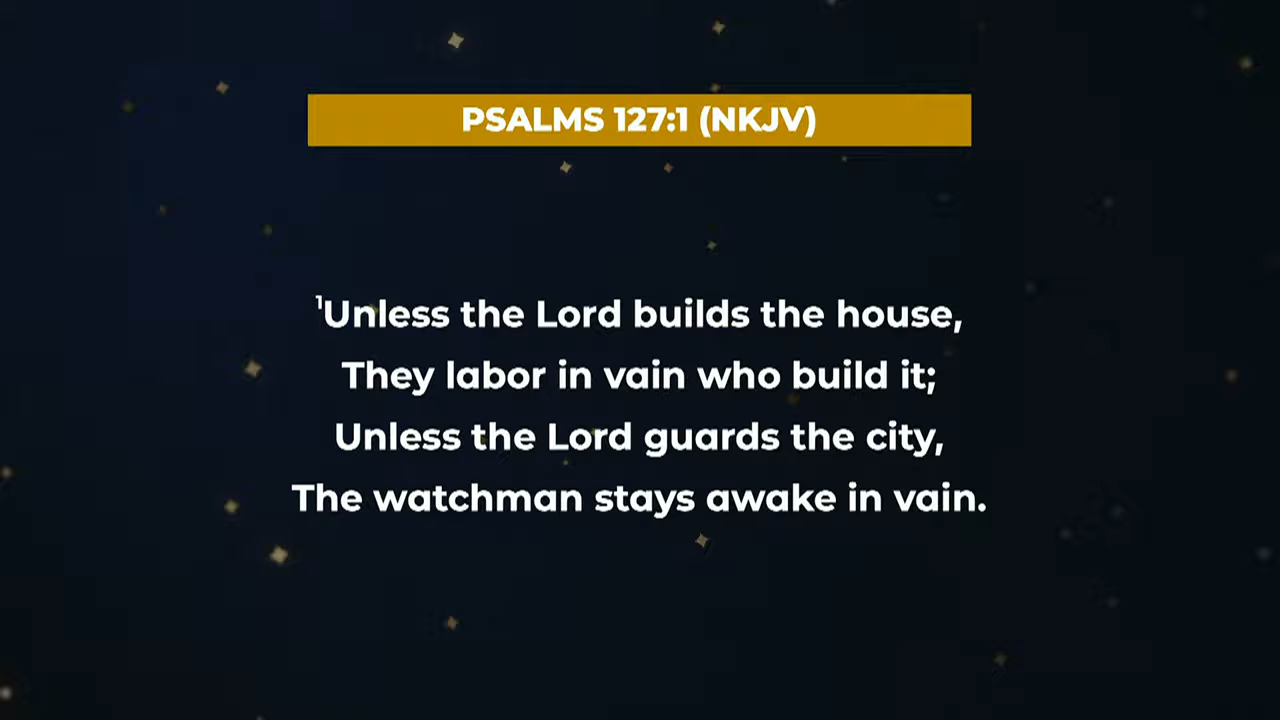 PSALMS 127:1 (NKJV)
¹Unless the Lord builds the house,
They labor in vain who build it;
Unless the Lord guards the city,
The watchman stays awake in vain.